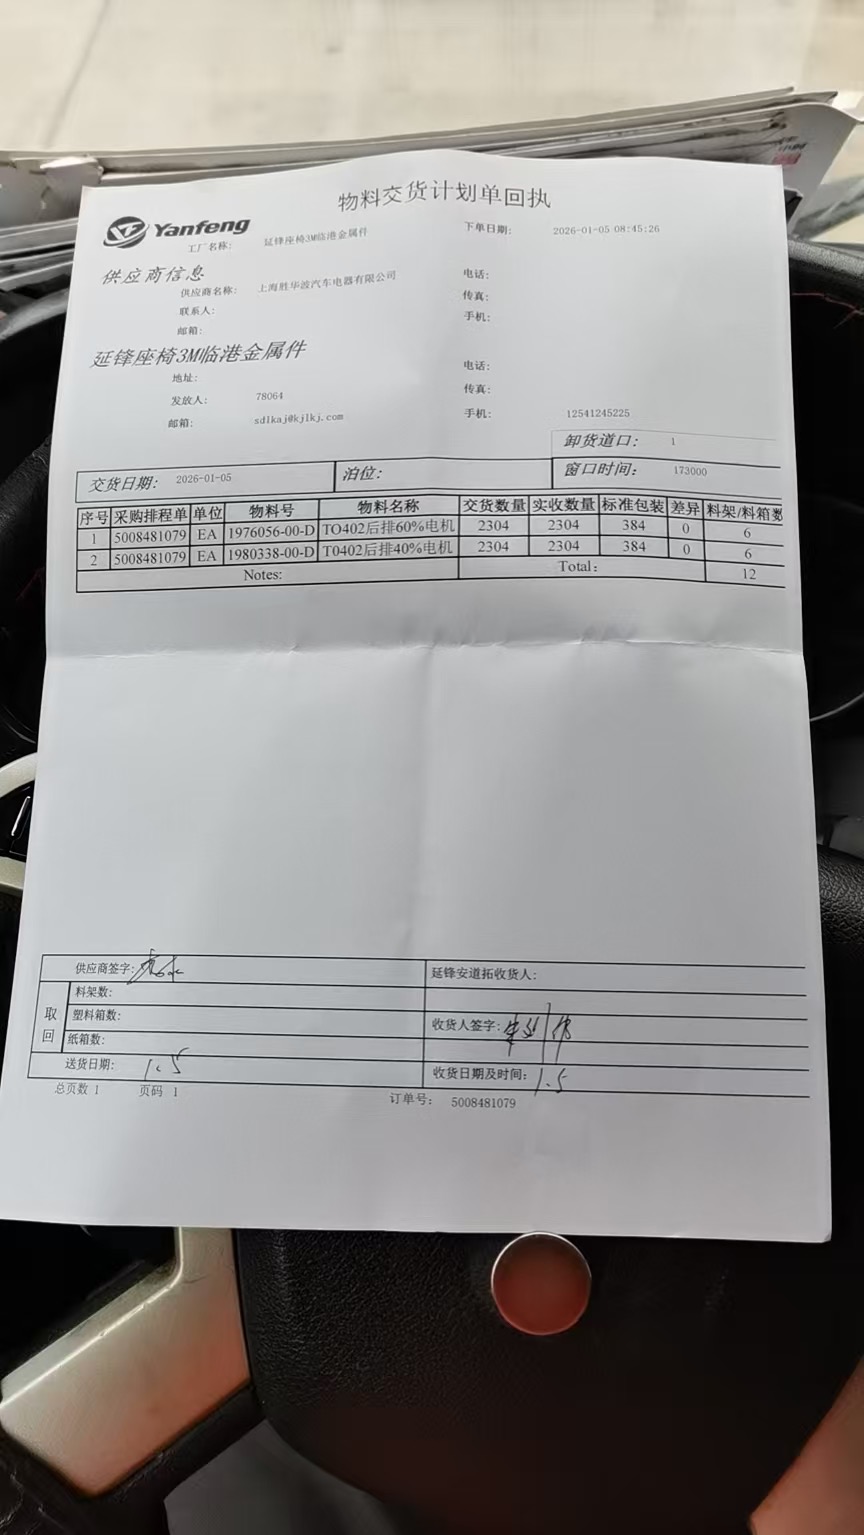 物料交货计划单回执
Yanfeng
工厂名称: 延锋座椅3M临港金属件 下单日期: 2026-01-05 08:45:26
供应商信息
供应商名称: 上海胜华波汽车电器有限公司 电话:
联系人: 传真:
邮箱: 手机:
延锋座椅3M临港金属件
地址: 电话:
发放人: 78064 传真:
邮箱: sdlkaj@kjlkj.com 手机: 12541245225
卸货道口: 1
交货日期: 2026-01-05 泊位: 窗口时间: 173000
序号 采购排程单 单位 物料号 物料名称 交货数量 实收数量 标准包装 差异 料架/料箱数
1 5008481079 EA 1976056-00-D TO402后排60%电机 2304 2304 384 0 6
2 5008481079 EA 1980338-00-D T0402后排40%电机 2304 2304 384 0 6
Notes: Total: 12
供应商签字: 延锋安道拓收货人:
取回
料架数:
塑料箱数: 收货人签字:
纸箱数:
送货日期: 1.5 收货日期及时间: 1.5
总页数 1 页码 1 订单号: 5008481079